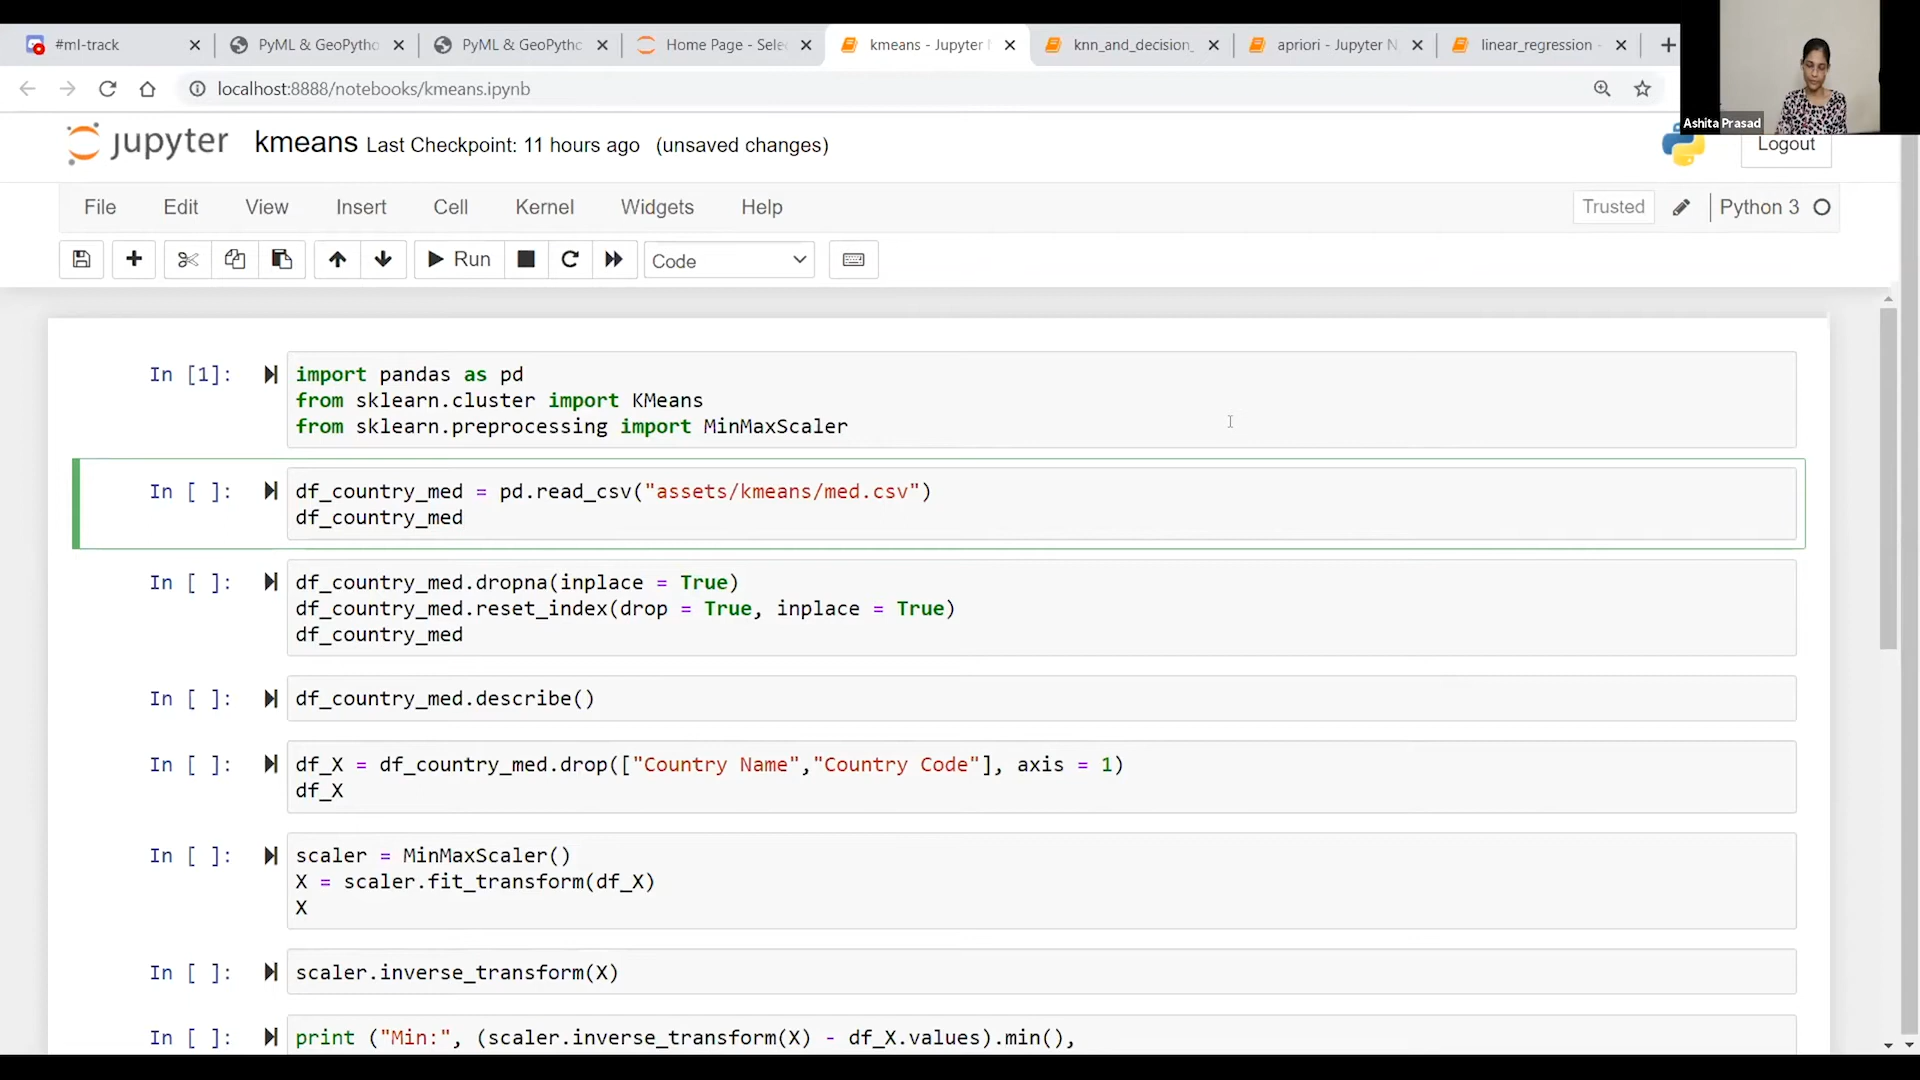 #ml-track
PyML & GeoPytho
PyML & GeoPythc
Home Page - Sele
kmeans - Jupyter
knn_and_decision_
apriori - Jupyter N
linear_regression -
localhost:8888/notebooks/kmeans.ipynb
Ashita Prasad
jupyter
kmeans Last Checkpoint: 11 hours ago (unsaved changes)
Logout
File Edit View Insert Cell Kernel Widgets Help
Trusted
Python 3
Run
Code
In [1]:
import pandas as pd
from sklearn.cluster import KMeans
from sklearn.preprocessing import MinMaxScaler
In [ ]:
df_country_med = pd.read_csv("assets/kmeans/med.csv")
df_country_med
In [ ]:
df_country_med.dropna(inplace = True)
df_country_med.reset_index(drop = True, inplace = True)
df_country_med
In [ ]:
df_country_med.describe()
In [ ]:
df_X = df_country_med.drop(["Country Name","Country Code"], axis = 1)
df_X
In [ ]:
scaler = MinMaxScaler()
X = scaler.fit_transform(df_X)
X
In [ ]:
scaler.inverse_transform(X)
In [ ]:
print ("Min:", (scaler.inverse_transform(X) - df_X.values).min(),